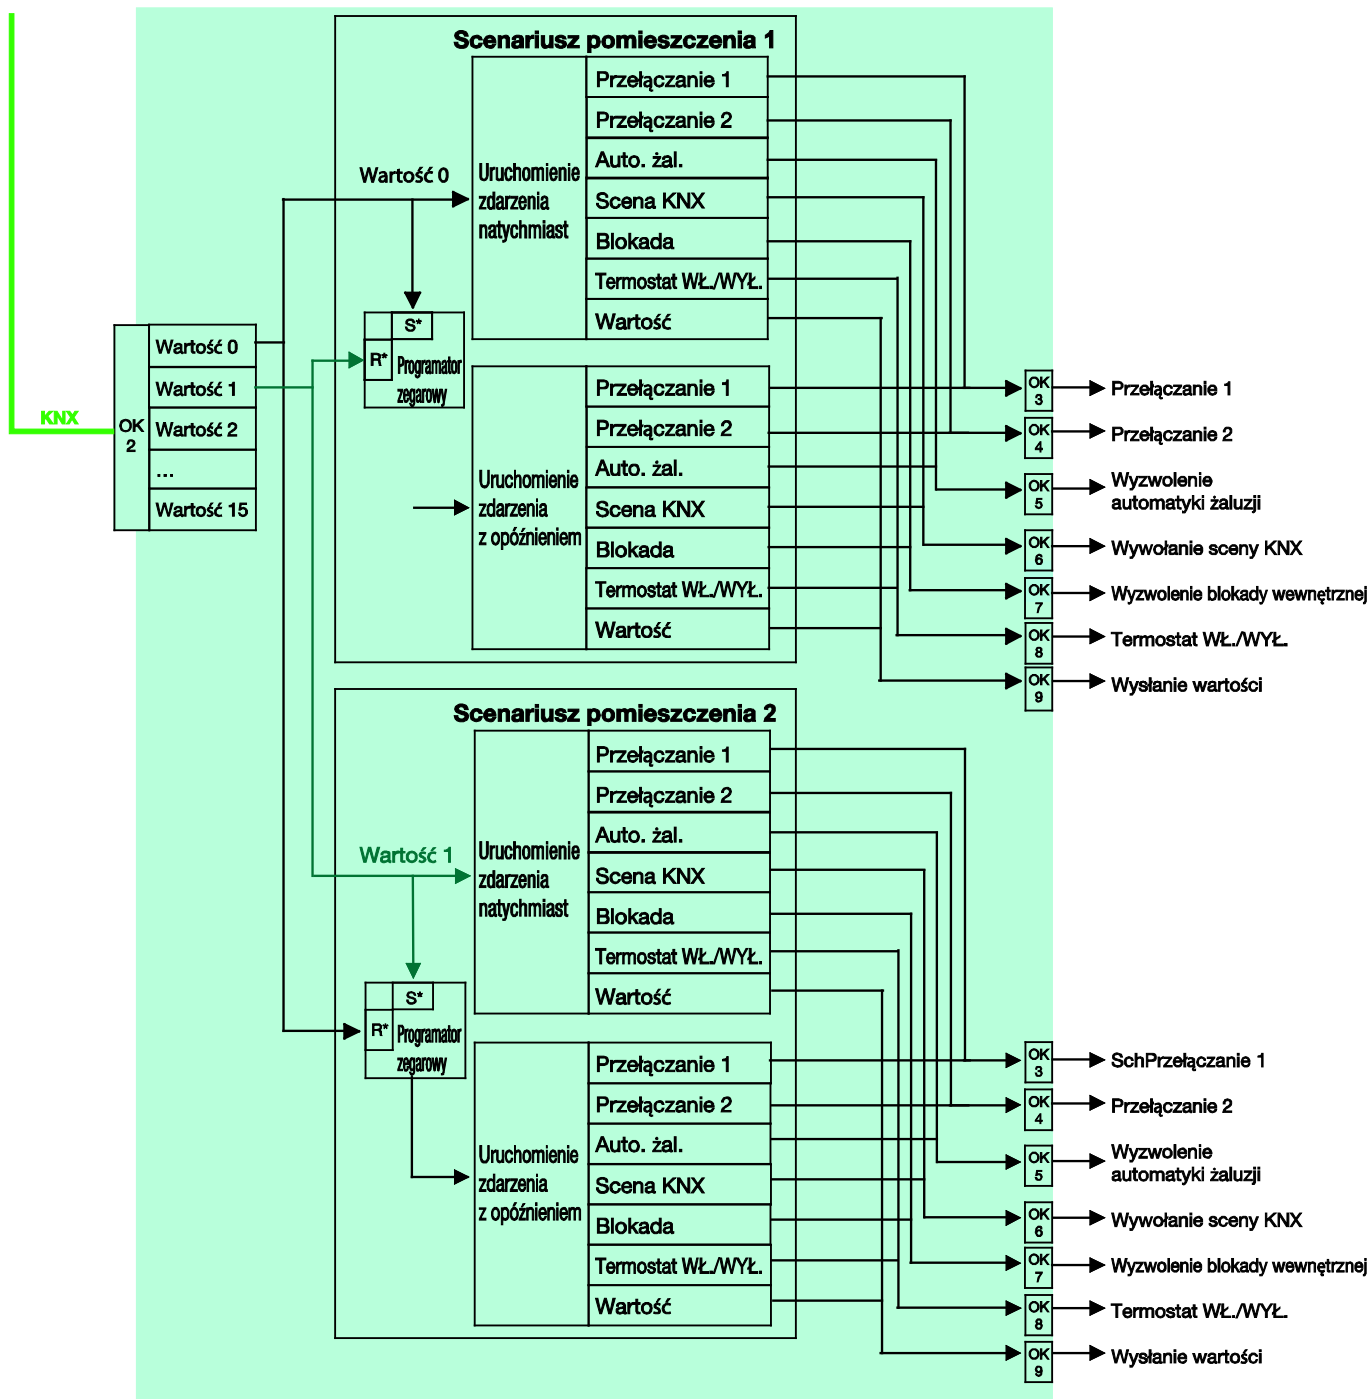 Scenariusz pomieszczenia 1
Przełączanie 1
Przełączanie 2
Auto. żal.
Scena KNX
Blokada
Termostat WŁ./WYŁ.
Wartość
Uruchomienie
zdarzenia
natychmiast
Wartość 0
S*
R*
Programator
zegarowy
KNX
OK
2
Wartość 0
Wartość 1
Wartość 2
...
Wartość 15
Uruchomienie
zdarzenia
z opóźnieniem
Przełączanie 1
Przełączanie 2
Auto. żal.
Scena KNX
Blokada
Termostat WŁ./WYŁ.
Wartość
OK
3
Przełączanie 1
OK
4
Przełączanie 2
OK
5
Wyzwolenie
automatyki żaluzji
OK
6
Wywołanie sceny KNX
OK
7
Wyzwolenie blokady wewnętrznej
OK
8
Termostat WŁ./WYŁ.
OK
9
Wysłanie wartości
Scenariusz pomieszczenia 2
Przełączanie 1
Przełączanie 2
Auto. żal.
Scena KNX
Blokada
Termostat WŁ./WYŁ.
Wartość
Uruchomienie
zdarzenia
natychmiast
Wartość 1
S*
R*
Programator
zegarowy
Uruchomienie
zdarzenia
z opóźnieniem
Przełączanie 1
Przełączanie 2
Auto. żal.
Scena KNX
Blokada
Termostat WŁ./WYŁ.
Wartość
OK
3
SchPrzełączanie 1
OK
4
Przełączanie 2
OK
5
Wyzwolenie
automatyki żaluzji
OK
6
Wywołanie sceny KNX
OK
7
Wyzwolenie blokady wewnętrznej
OK
8
Termostat WŁ./WYŁ.
OK
9
Wysłanie wartości